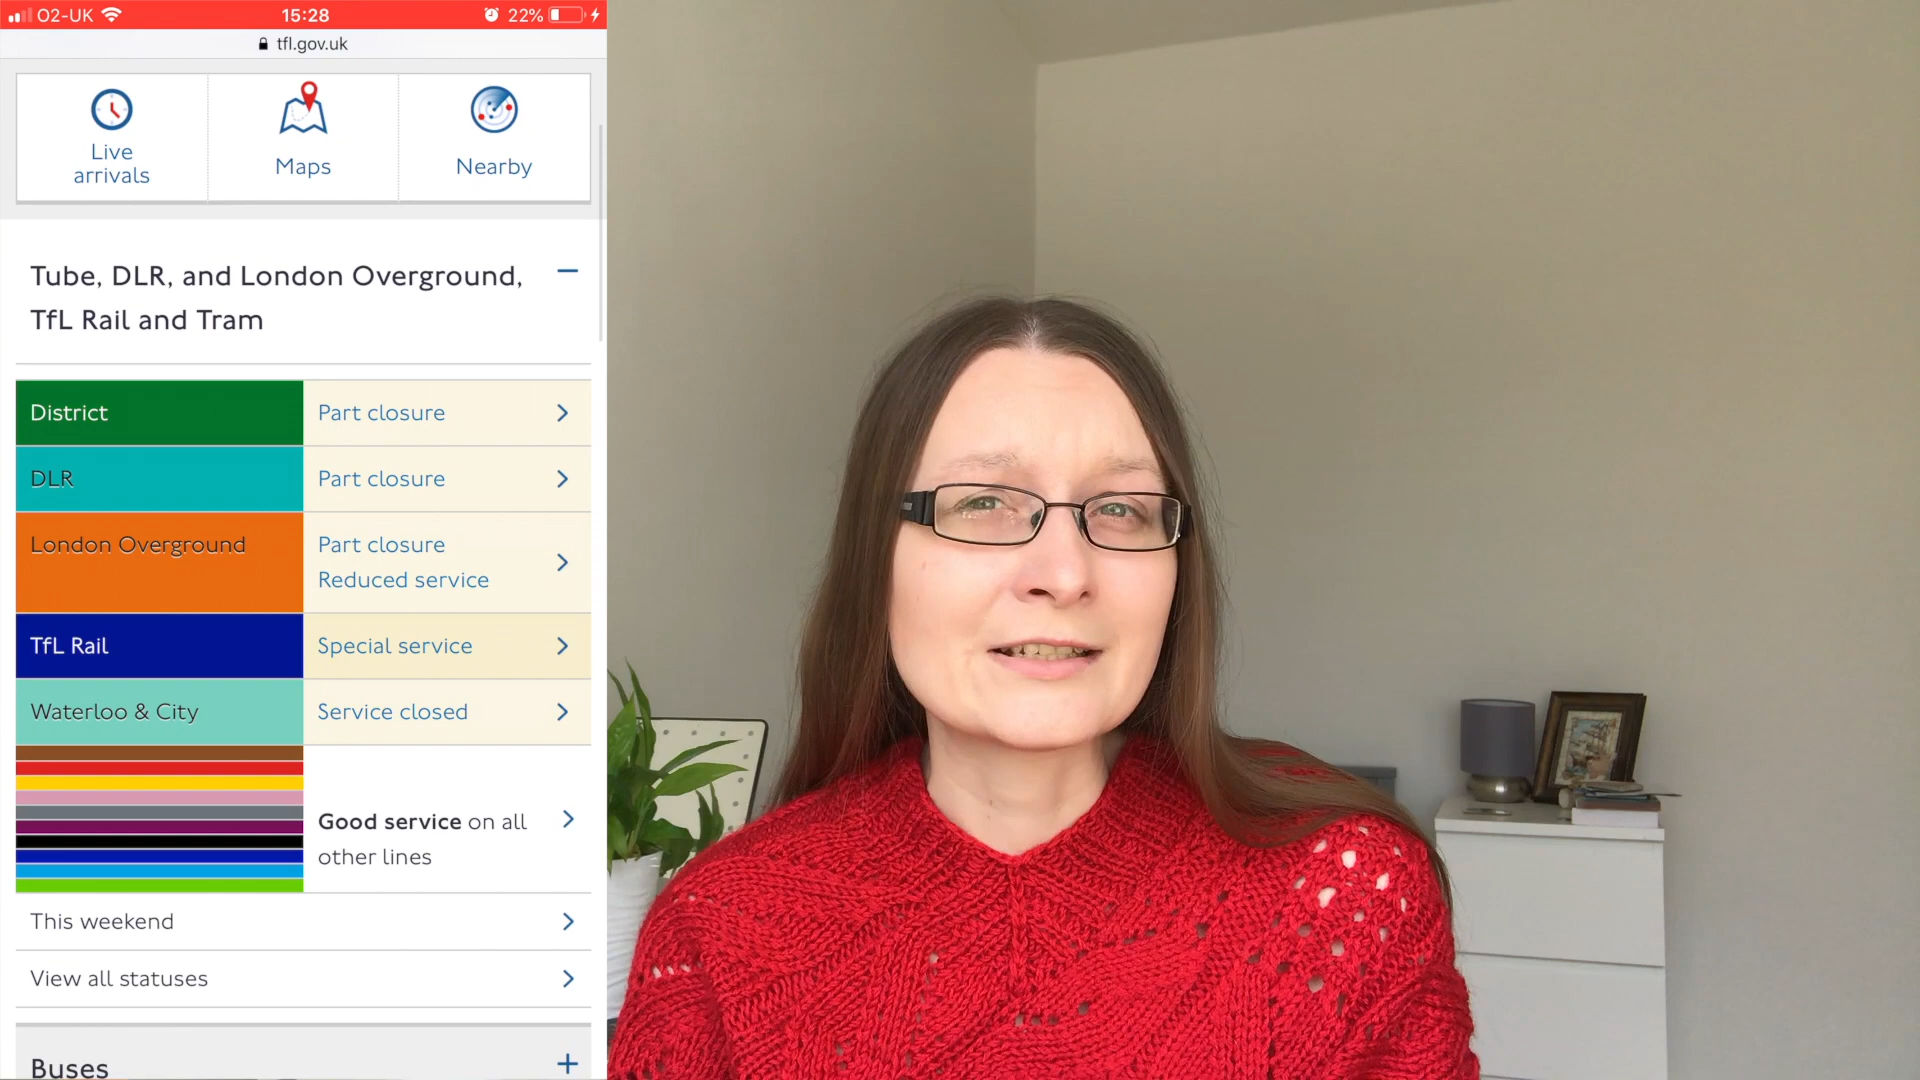 O2-UK 15:28 22%
tfl.gov.uk
Live
arrivals
Maps
Nearby
Tube, DLR, and London Overground,
TfL Rail and Tram
District Part closure
DLR Part closure
London Overground Part closure
Reduced service
TfL Rail Special service
Waterloo & City Service closed
Good service on all
other lines
This weekend
View all statuses
Buses